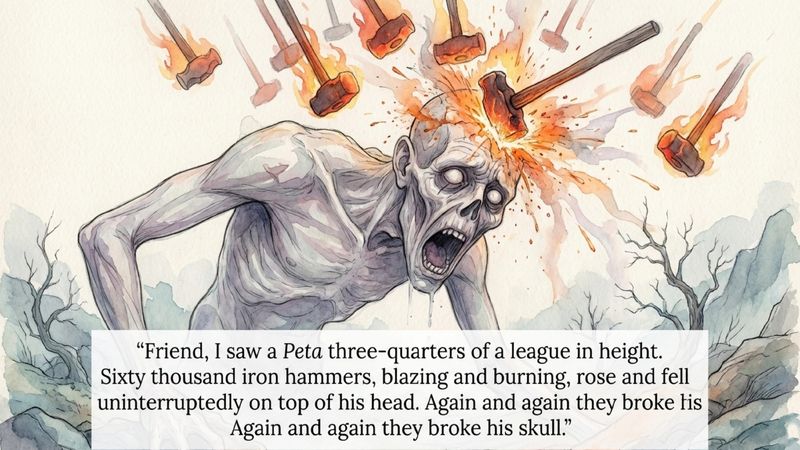 “Friend, I saw a Peta three-quarters of a league in height.
Sixty thousand iron hammers, blazing and burning, rose and fell
uninterruptedly on top of his head. Again and again they broke his
Again and again they broke his skull.”